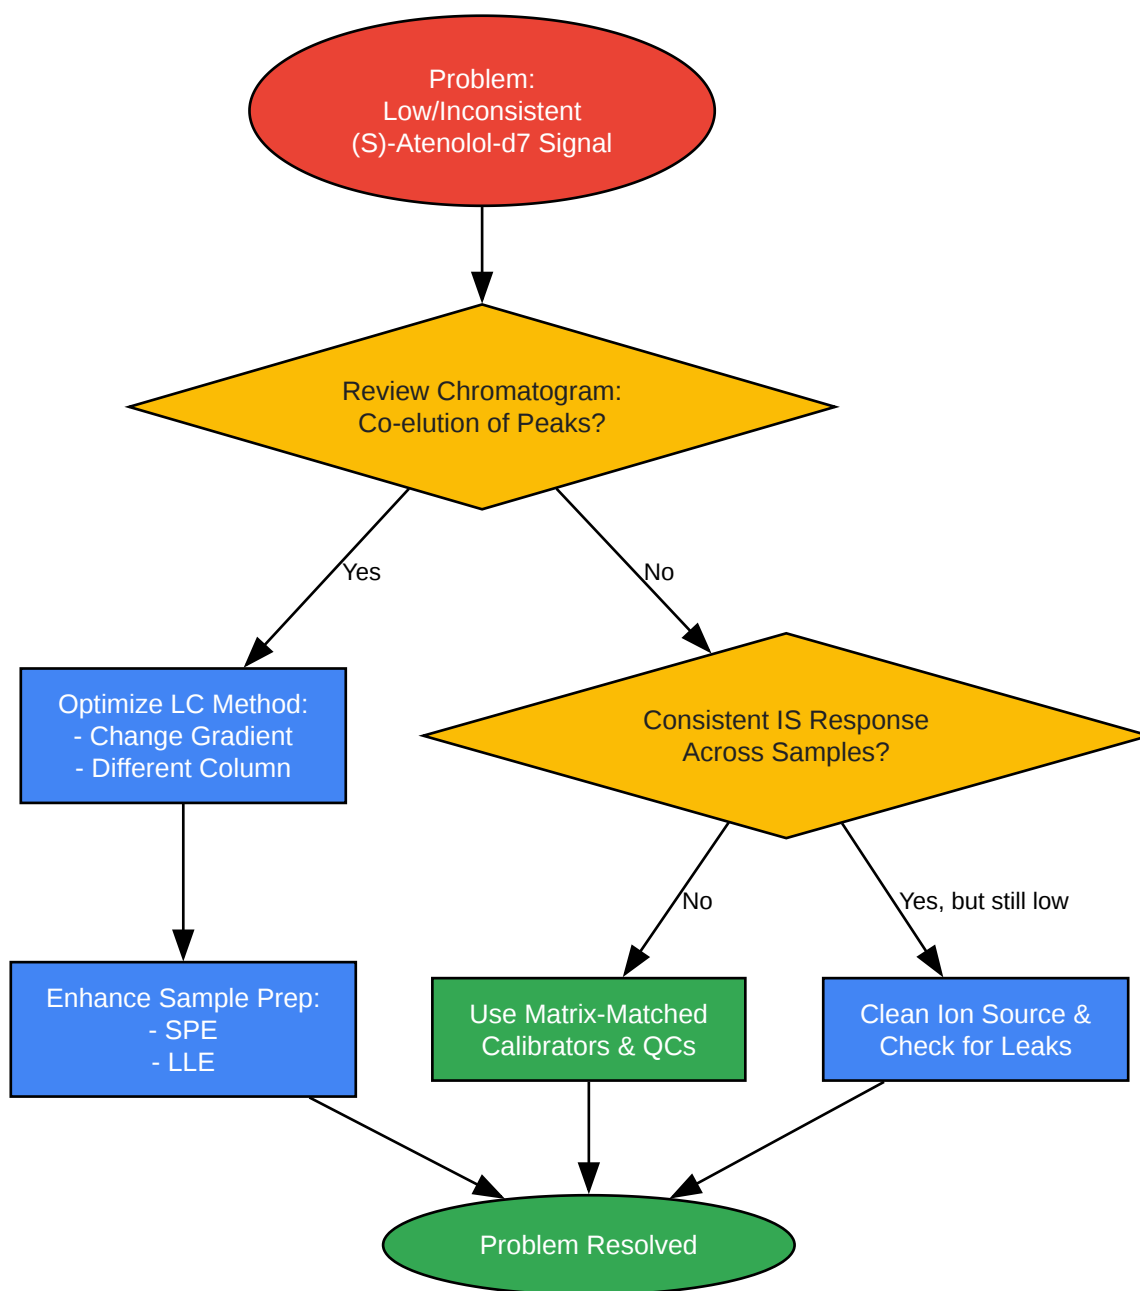 Problem:
Low/Inconsistent
(S)-Atenolol-d7 Signal
Review Chromatogram:
Co-elution of Peaks?
Yes
No
Optimize LC Method:
- Change Gradient
- Different Column
Consistent IS Response
Across Samples?
No
Yes, but still low
Enhance Sample Prep:
- SPE
- LLE
Use Matrix-Matched
Calibrators & QCs
Clean Ion Source &
Check for Leaks
Problem Resolved